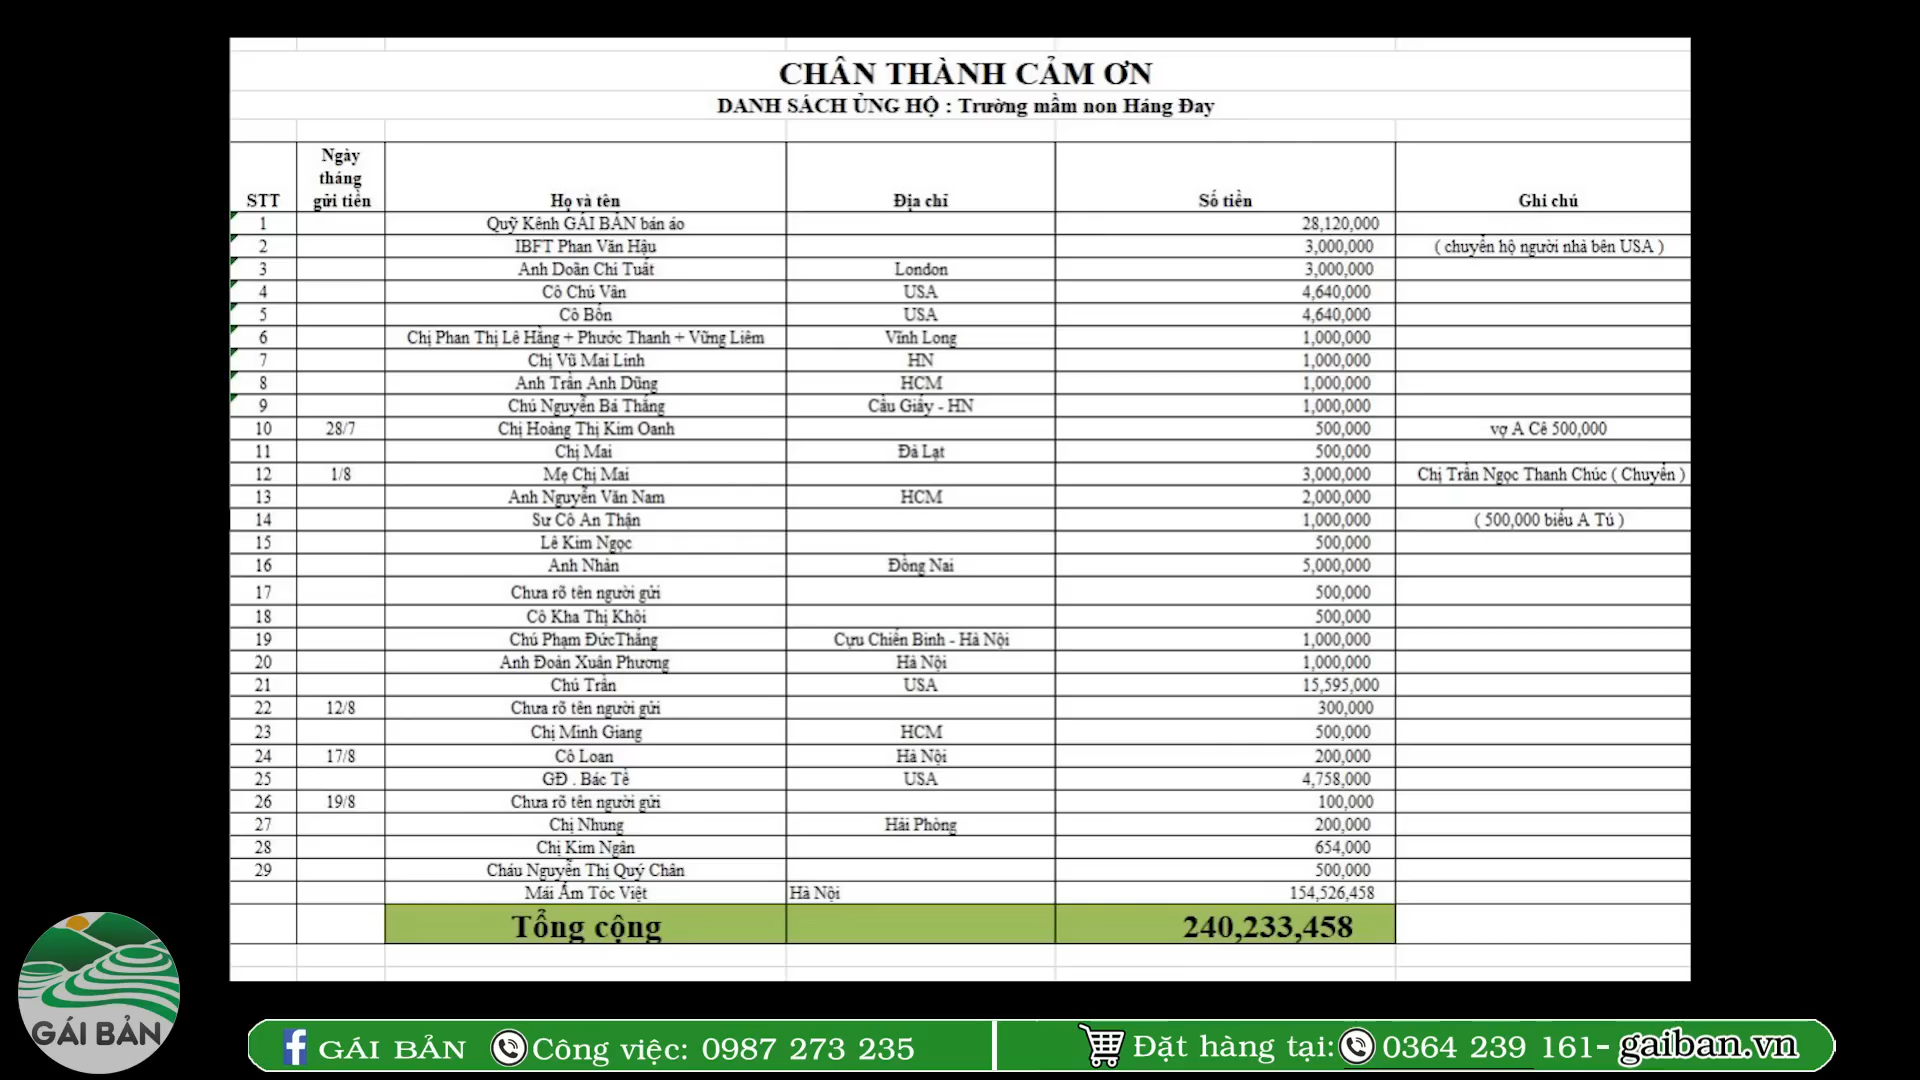 CHÂN THÀNH CẢM ƠN
DANH SÁCH ỦNG HỘ : Trường mầm non Háng Đay
STT Ngày tháng gửi tiền Họ và tên Địa chỉ Số tiền Ghi chú
1 Quỹ Kênh GÁI BẢN bán áo 28,120,000
2 IBFT Phan Văn Hậu 3,000,000 ( chuyển hộ người nhà bên USA )
3 Anh Doãn Chí Tuất London 3,000,000
4 Cô Chú Vân USA 4,640,000
5 Cô Bốn USA 4,640,000
6 Chị Phan Thị Lê Hằng + Phước Thanh + Vững Liêm Vĩnh Long 1,000,000
7 Chị Vũ Mai Linh HN 1,000,000
8 Anh Trần Anh Dũng HCM 1,000,000
9 Chú Nguyễn Bá Thắng Cầu Giấy - HN 1,000,000
10 28/7 Chị Hoàng Thị Kim Oanh 500,000 vợ A Cê 500,000
11 Chị Mai Đà Lạt 500,000
12 1/8 Mẹ Chị Mai 3,000,000 Chị Trần Ngọc Thanh Chúc ( Chuyển )
13 Anh Nguyễn Văn Nam HCM 2,000,000
14 Sư Cô An Thận 1,000,000 ( 500,000 biếu A Tú )
15 Lê Kim Ngọc 500,000
16 Anh Nhàn Đồng Nai 5,000,000
17 Chưa rõ tên người gửi 500,000
18 Cô Kha Thị Khôi 500,000
19 Chú Phạm ĐứcThắng Cựu Chiến Binh - Hà Nội 1,000,000
20 Anh Đoàn Xuân Phương Hà Nội 1,000,000
21 Chú Trần USA 15,595,000
22 12/8 Chưa rõ tên người gửi 300,000
23 Chị Minh Giang HCM 500,000
24 17/8 Cô Loan Hà Nội 200,000
25 GĐ . Bác Tề USA 4,758,000
26 19/8 Chưa rõ tên người gửi 100,000
27 Chị Nhung Hải Phòng 200,000
28 Chị Kim Ngân 654,000
29 Cháu Nguyễn Thị Quý Chân 500,000
Mái Ấm Tóc Việt Hà Nội 154,526,458
Tổng cộng 240,233,458
GÁI BẢN
GÁI BẢN Công việc: 0987 273 235 Đặt hàng tại: 0364 239 161- gaiban.vn